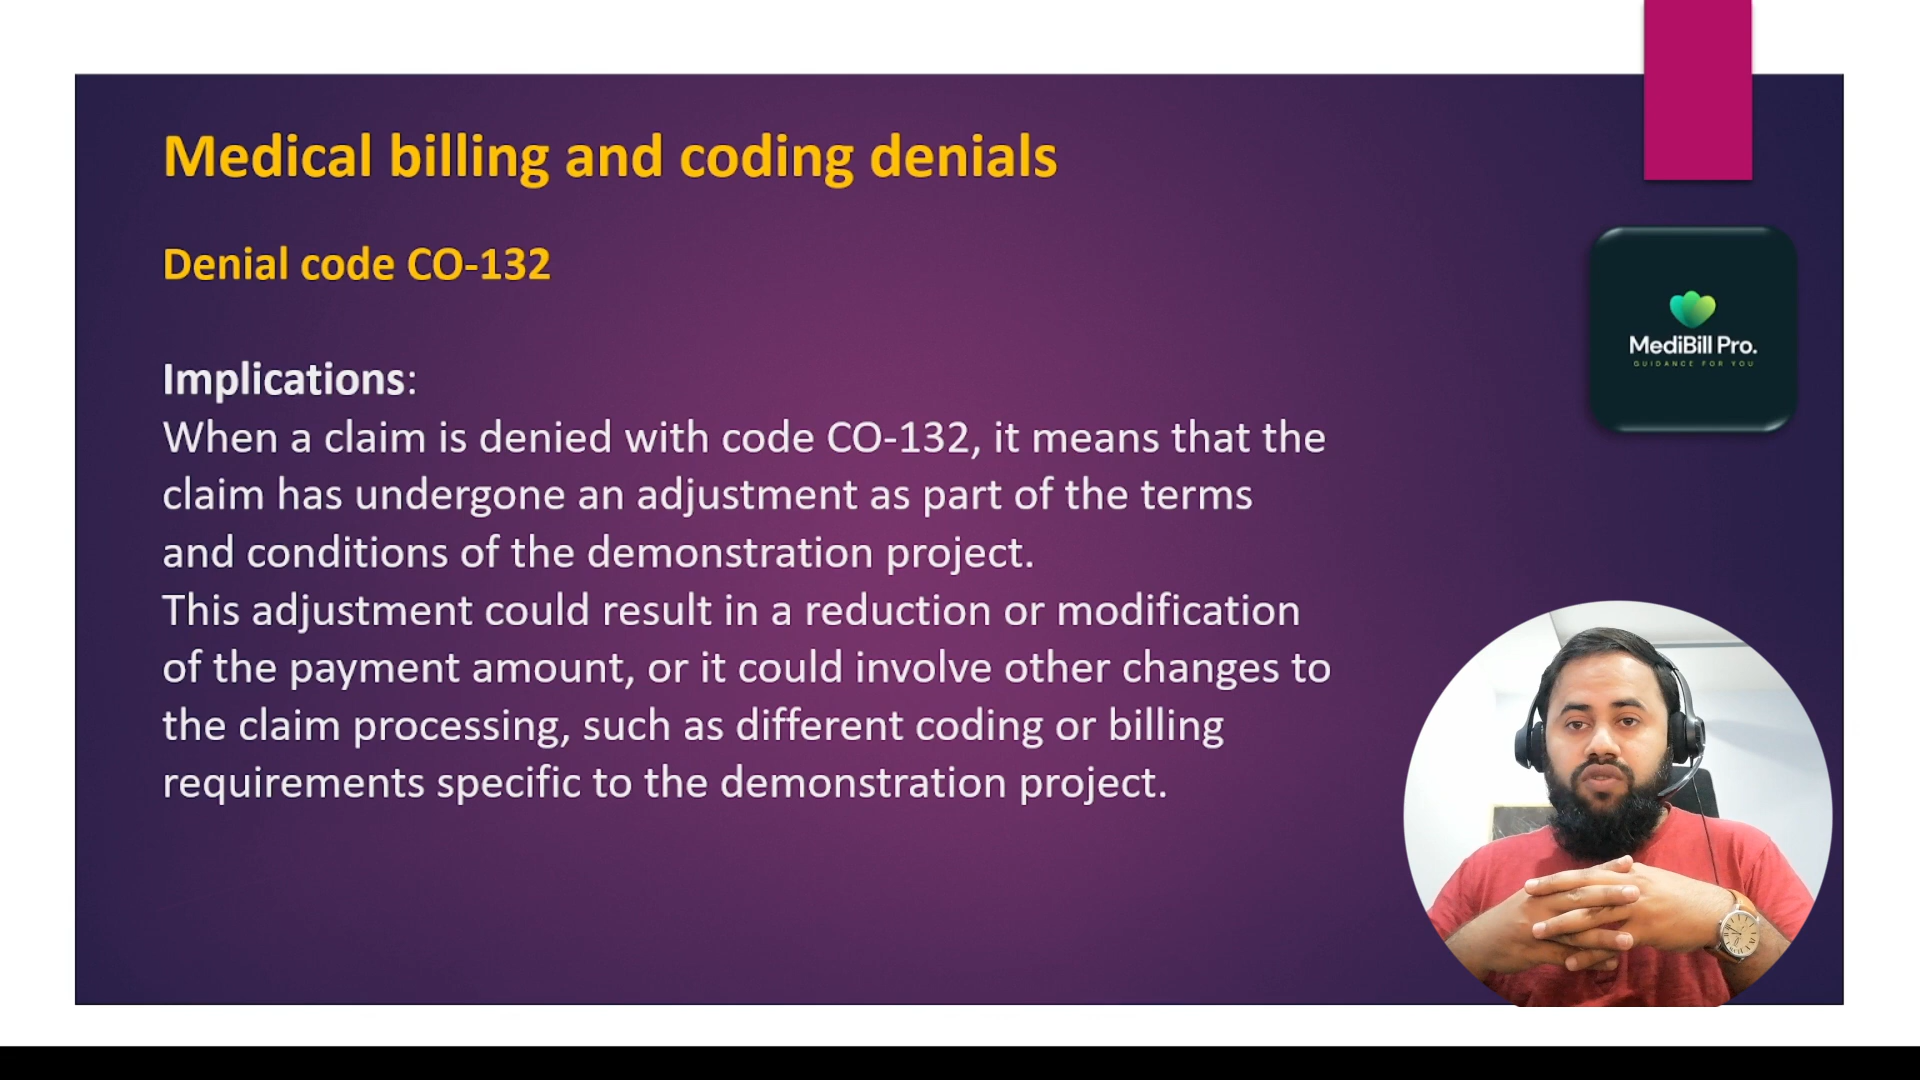 Medical billing and coding denials
Denial code CO-132
Implications:
When a claim is denied with code CO-132, it means that the
claim has undergone an adjustment as part of the terms
and conditions of the demonstration project.
This adjustment could result in a reduction or modification
of the payment amount, or it could involve other changes to
the claim processing, such as different coding or billing
requirements specific to the demonstration project.
MediBill Pro.
GUIDANCE FOR YOU